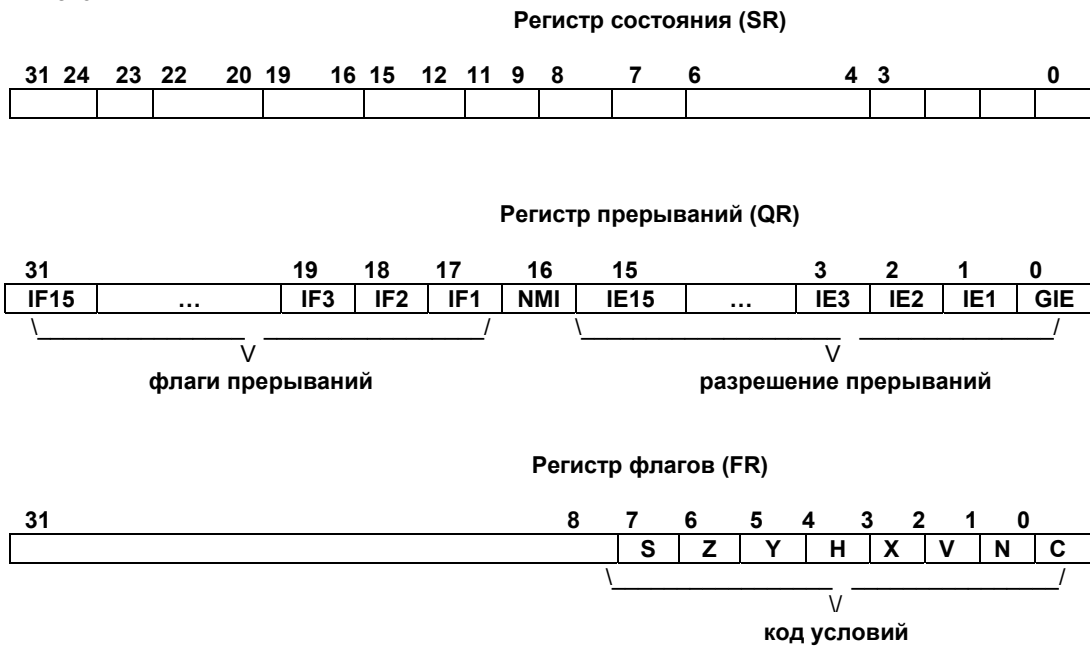 Регистр состояния (SR)
31 24 23 22 20 19 16 15 12 11 9 8 7 6 4 3 0
Регистр прерываний (QR)
31 19 18 17 16 15 3 2 1 0
IF15 … IF3 IF2 IF1 NMI IE15 … IE3 IE2 IE1 GIE
флаги прерываний разрешение прерываний
Регистр флагов (FR)
31 8 7 6 5 4 3 2 1 0
S Z Y H X V N C
код условий